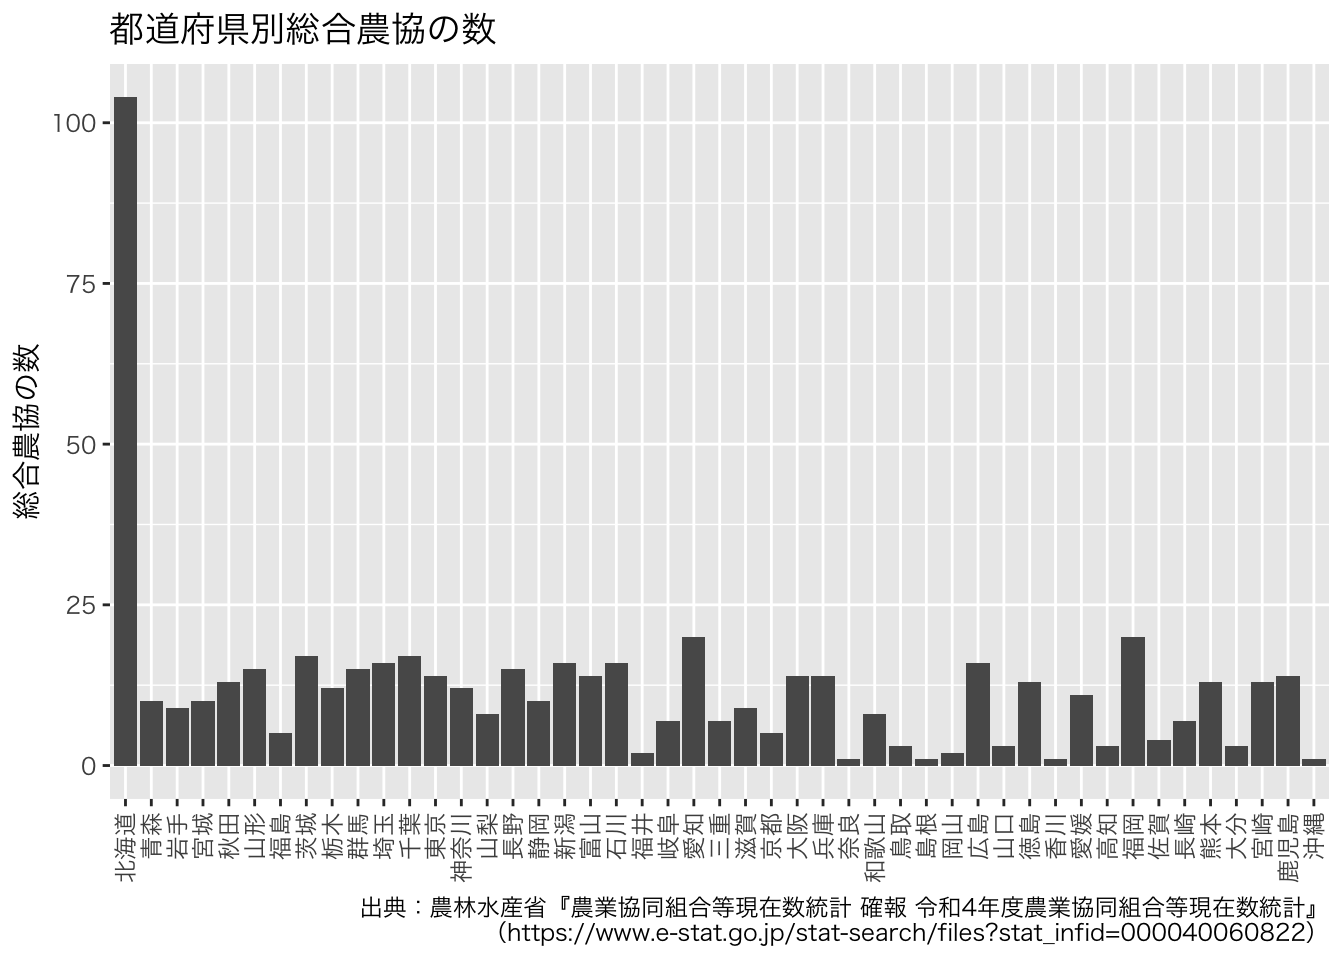 都道府県別総合農協の数
総合農協の数
100
75
50
25
0
北海道
青森
岩手
宮城
秋田
山形
福島
茨城
栃木
群馬
埼玉
千葉
東京
神奈川
山梨
長野
静岡
新潟
富山
石川
福井
岐阜
愛知
三重
滋賀
京都
大阪
兵庫
奈良
和歌山
鳥取
島根
岡山
広島
山口
徳島
香川
愛媛
高知
福岡
佐賀
長崎
熊本
大分
宮崎
鹿児島
沖縄
出典：農林水産省『農業協同組合等現在数統計 確報 令和4年度農業協同組合等現在数統計』
（https://www.e-stat.go.jp/stat-search/files?stat_infid=000040060822）